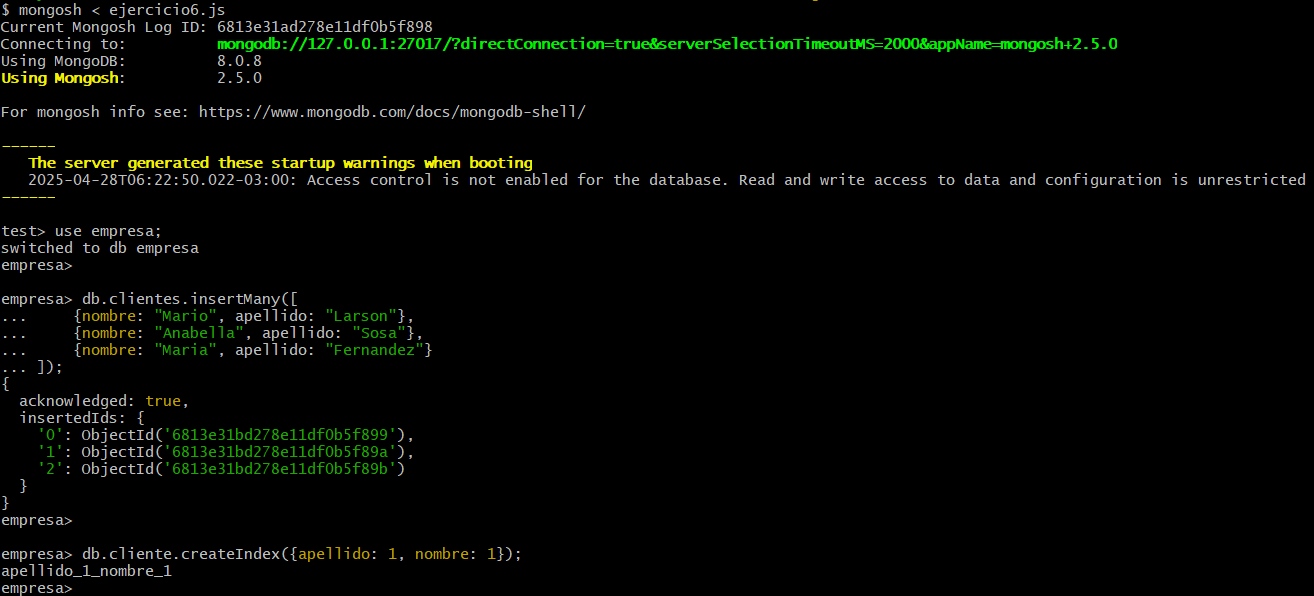 $ mongosh < ejercicio6.js
Current Mongosh Log ID: 6813e31ad278e11df0b5f898
Connecting to:          mongodb://127.0.0.1:27017/?directConnection=true&serverSelectionTimeoutMS=2000&appName=mongosh+2.5.0
Using MongoDB:          8.0.8
Using Mongosh:          2.5.0
For mongosh info see: https://www.mongodb.com/docs/mongodb-shell/
------
   The server generated these startup warnings when booting
   2025-04-28T06:22:50.022-03:00: Access control is not enabled for the database. Read and write access to data and configuration is unrestricted
------
test> use empresa;
switched to db empresa
empresa>
empresa> db.clientes.insertMany([
...     {nombre: "Mario", apellido: "Larson"},
...     {nombre: "Anabella", apellido: "Sosa"},
...     {nombre: "Maria", apellido: "Fernandez"}
... ]);
{
  acknowledged: true,
  insertedIds: {
    '0': ObjectId('6813e31bd278e11df0b5f899'),
    '1': ObjectId('6813e31bd278e11df0b5f89a'),
    '2': ObjectId('6813e31bd278e11df0b5f89b')
  }
}
empresa>
empresa> db.cliente.createIndex({apellido: 1, nombre: 1});
apellido_1_nombre_1
empresa>